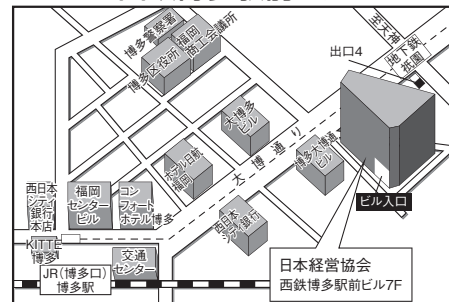 博多警察署
福岡
商工会議所
博多区役所
至天神
地下鉄
祇園
出口4
大博多
ビル
大博通り
ホテル日航
福岡
博多大博通
ビル
西日本
シティ
銀行
本店
福岡
センター
ビル
コン
フォート
ホテル博多
西日本
シティ銀行
ビル入口
KITTE
博多
交通
センター
JR(博多口)
博多駅
日本経営協会
西鉄博多駅前ビル7F